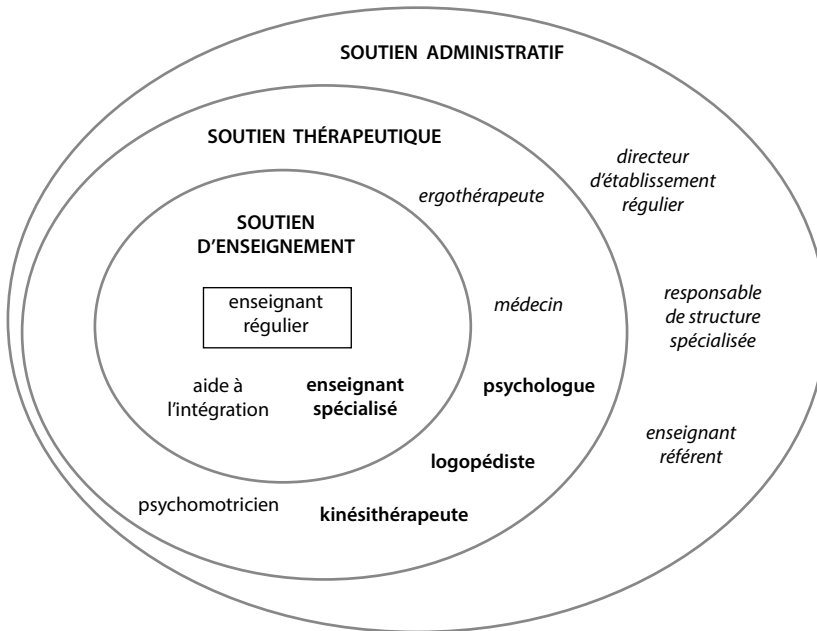 SOUTIEN ADMINISTRATIF
SOUTIEN THÉRAPEUTIQUE
directeur
d'établissement
régulier
ergothérapeute
SOUTIEN
D'ENSEIGNEMENT
enseignant
régulier
médecin
responsable
de structure
spécialisée
aide à
l'intégration
enseignant
spécialisé
psychologue
enseignant
référent
logopédiste
psychomotricien
kinésithérapeute